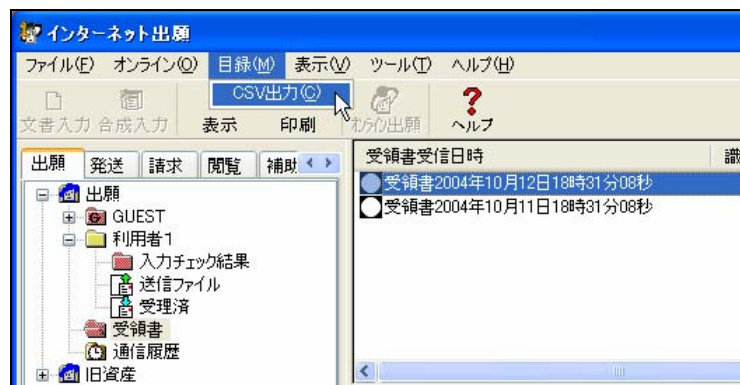 インターネット出願
ファイル(F) オンライン(O) 目録(M) 表示(V) ツール(T) ヘルプ(H)
CSV出力(C)
文書入力 合成入力 表示 印刷 オンライン出願 ヘルプ
出願 発送 請求 閲覧 補助
受領書受信日時 識
出願
GUEST
利用者1
入力チェック結果
送信ファイル
受理済
受領書
通信履歴
旧資産
受領書2004年10月12日18時31分08秒
受領書2004年10月11日18時31分08秒